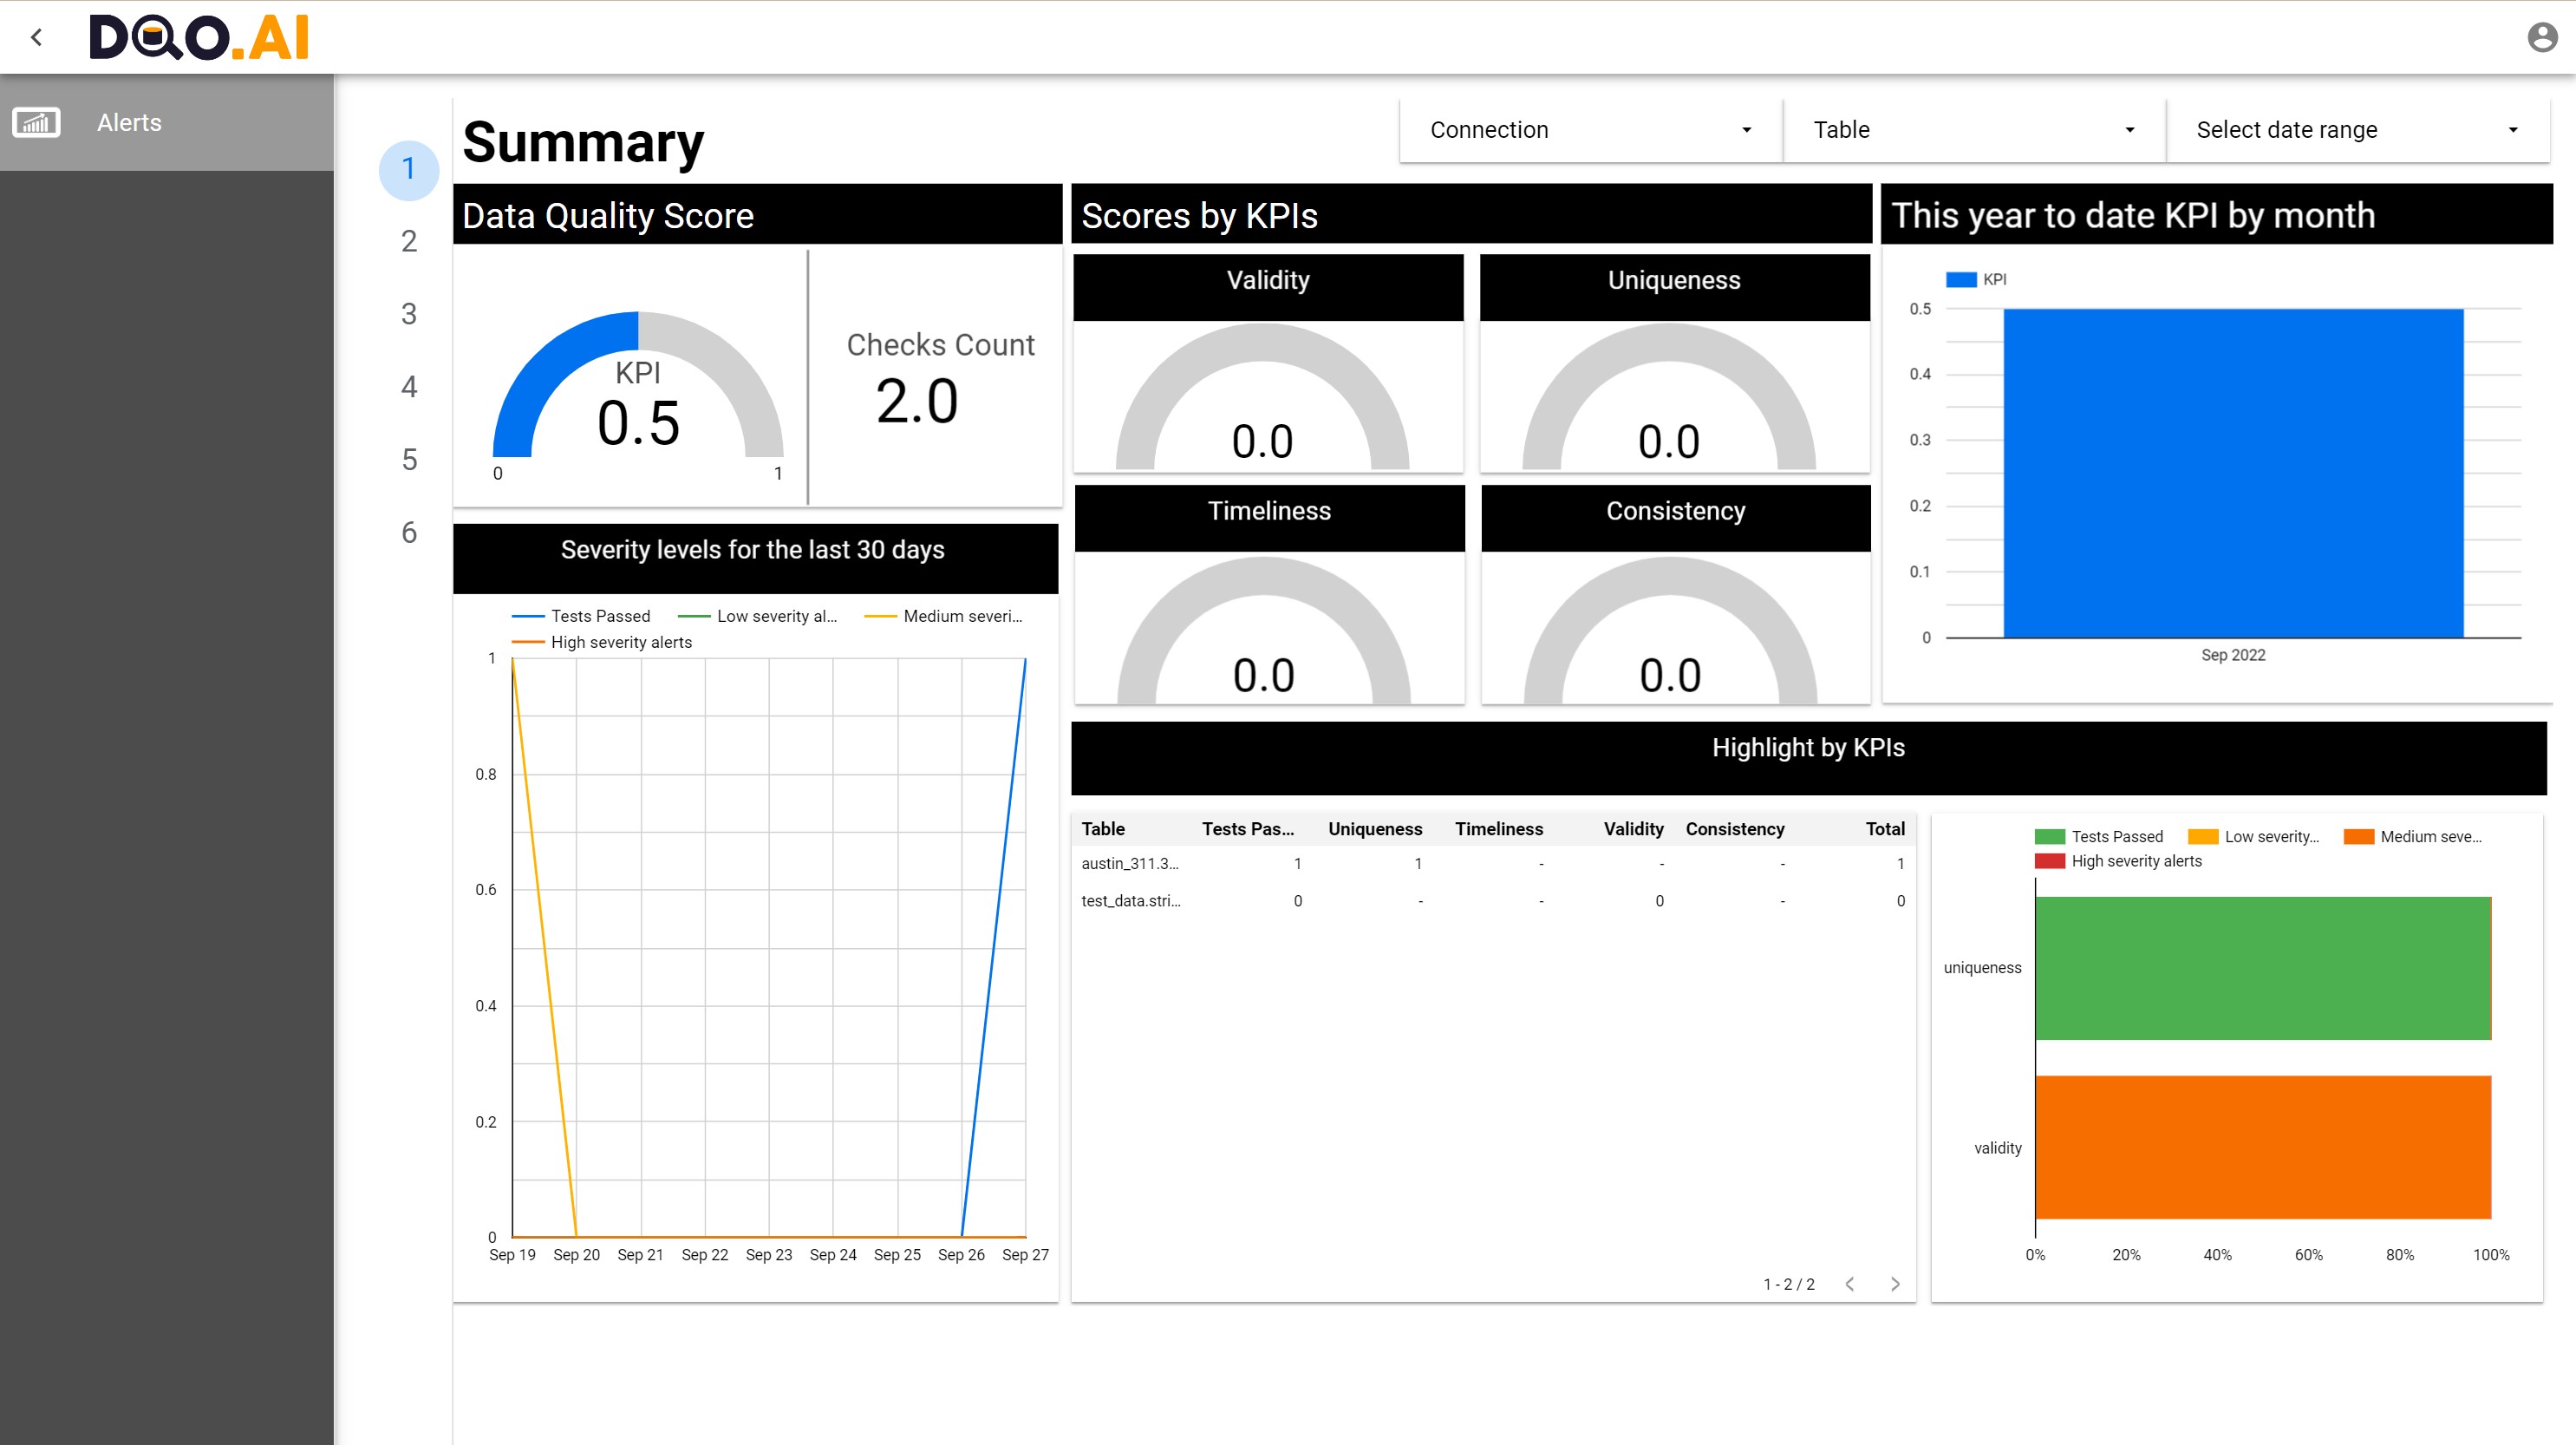 DQO.AI
Alerts
1
2
3
4
5
6
Summary
Connection
Table
Select date range
Data Quality Score
KPI
0.5
0
1
Checks Count
2.0
Scores by KPIs
Validity
0.0
Uniqueness
0.0
Timeliness
0.0
Consistency
0.0
This year to date KPI by month
KPI
0.5
0.4
0.3
0.2
0.1
0
Sep 2022
Severity levels for the last 30 days
Tests Passed Low severity al... Medium severi...
High severity alerts
1
0.8
0.6
0.4
0.2
0
Sep 19 Sep 20 Sep 21 Sep 22 Sep 23 Sep 24 Sep 25 Sep 26 Sep 27
Highlight by KPIs
Table Tests Pas... Uniqueness Timeliness Validity Consistency Total
austin_311.3... 1 1 - - - 1
test_data.stri... 0 - - 0 - 0
1 - 2 / 2
Tests Passed Low severity... Medium seve...
High severity alerts
uniqueness
validity
0% 20% 40% 60% 80% 100%